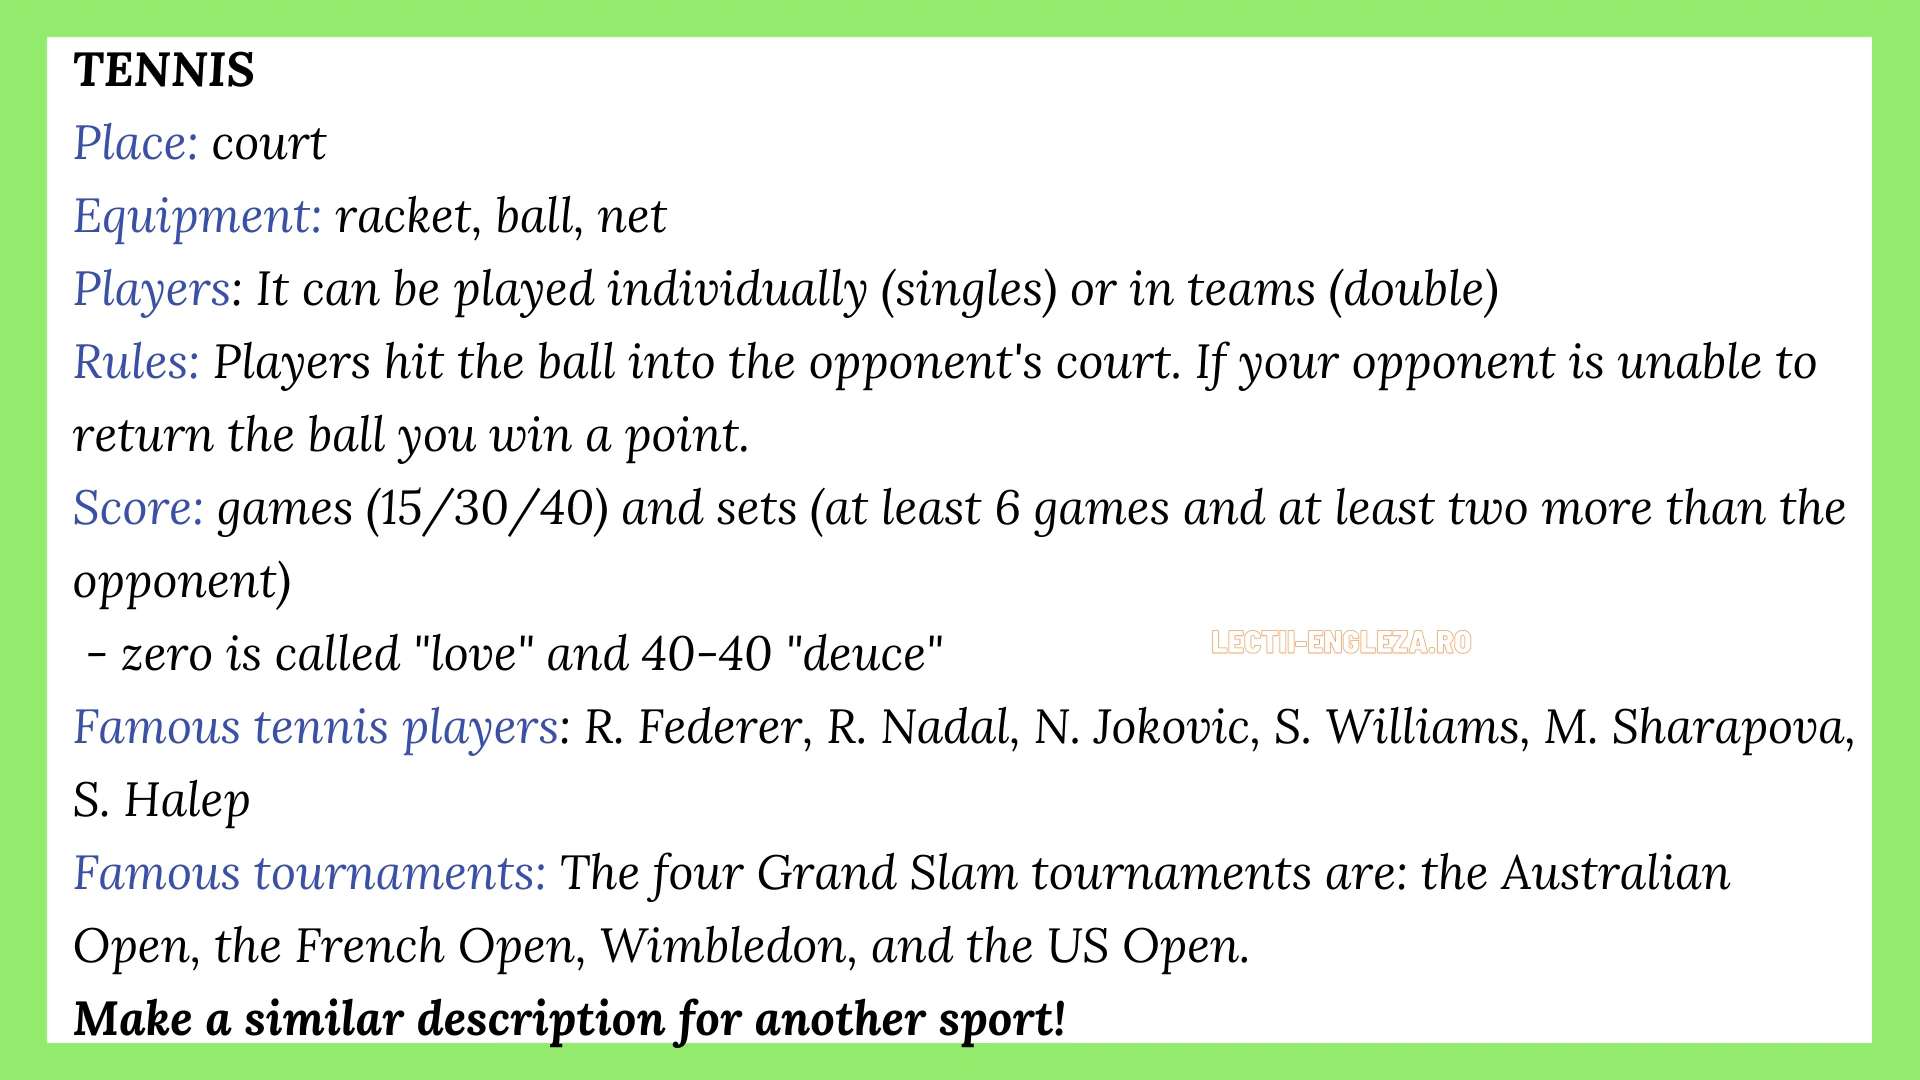 TENNIS
Place: court
Equipment: racket, ball, net
Players: It can be played individually (singles) or in teams (double)
Rules: Players hit the ball into the opponent's court. If your opponent is unable to
return the ball you win a point.
Score: games (15/30/40) and sets (at least 6 games and at least two more than the
opponent)
- zero is called "love" and 40-40 "deuce"
LECTII-ENGLEZA.RO
Famous tennis players: R. Federer, R. Nadal, N. Jokovic, S. Williams, M. Sharapova,
S. Halep
Famous tournaments: The four Grand Slam tournaments are: the Australian
Open, the French Open, Wimbledon, and the US Open.
Make a similar description for another sport!